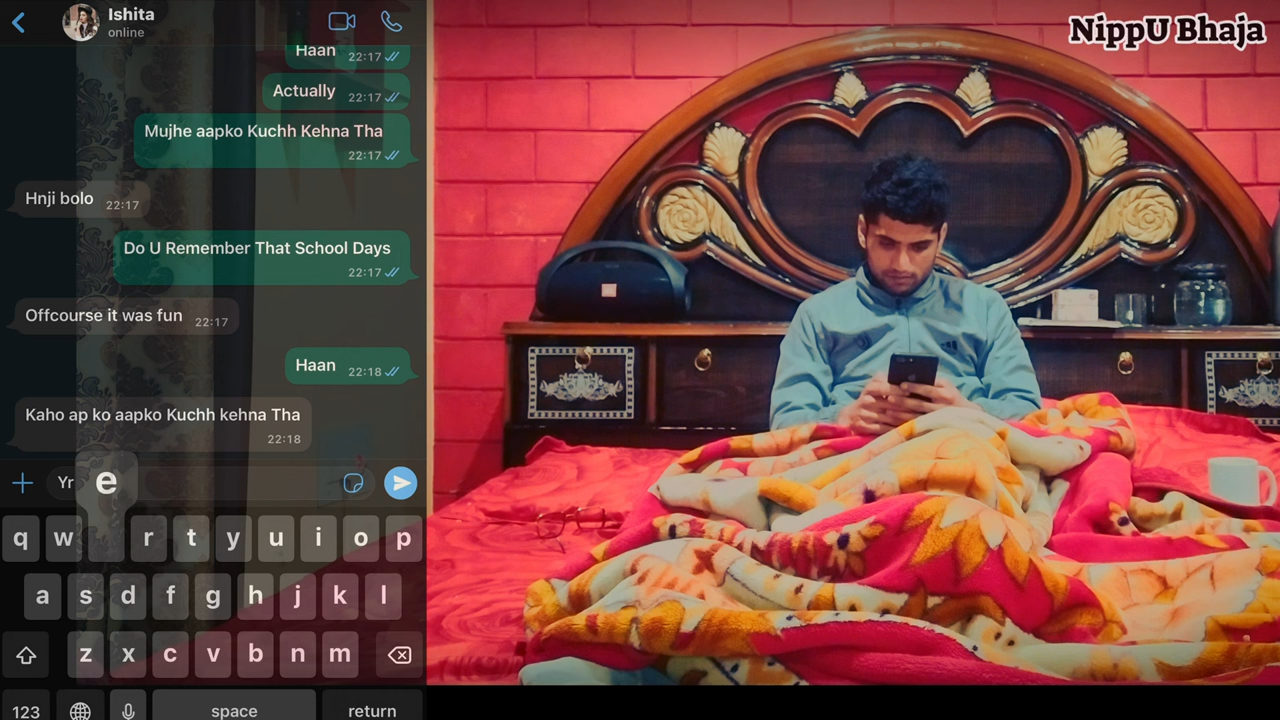 Ishita
online
NippU Bhaja
Haan 22:17
Actually 22:17
Mujhe aapko Kuchh Kehna Tha
22:17
Hnji bolo 22:17
Do U Remember That School Days
22:17
Offcourse it was fun 22:17
Haan 22:18
Kaho ap ko aapko Kuchh kehna Tha
22:18
Yr e
q w r t y u i o p
a s d f g h j k l
z x c v b n m
123 space return